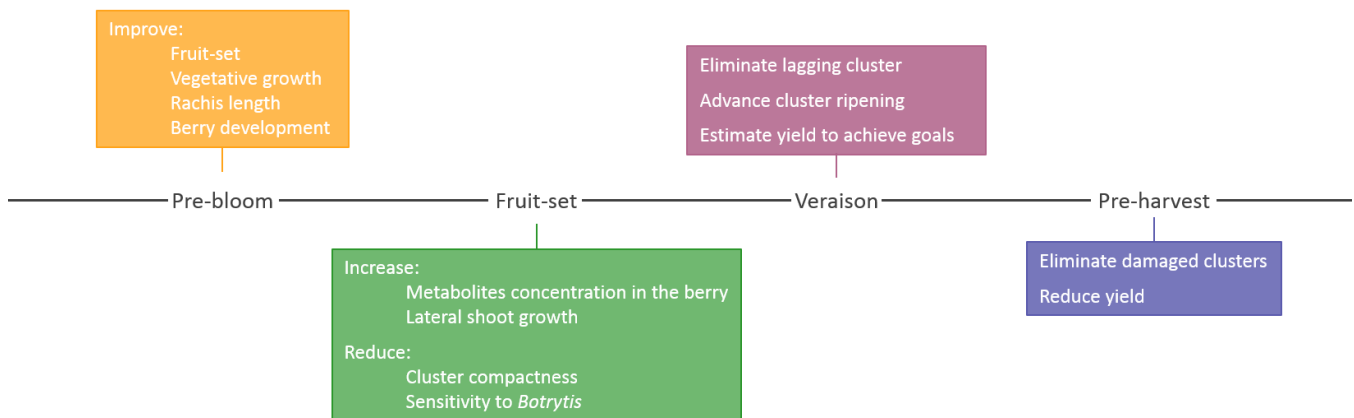 Improve:
Fruit-set
Vegetative growth
Rachis length
Berry development
Eliminate lagging cluster
Advance cluster ripening
Estimate yield to achieve goals
Pre-bloom
Fruit-set
Veraison
Pre-harvest
Increase:
Metabolites concentration in the berry
Lateral shoot growth
Reduce:
Cluster compactness
Sensitivity to Botrytis
Eliminate damaged clusters
Reduce yield